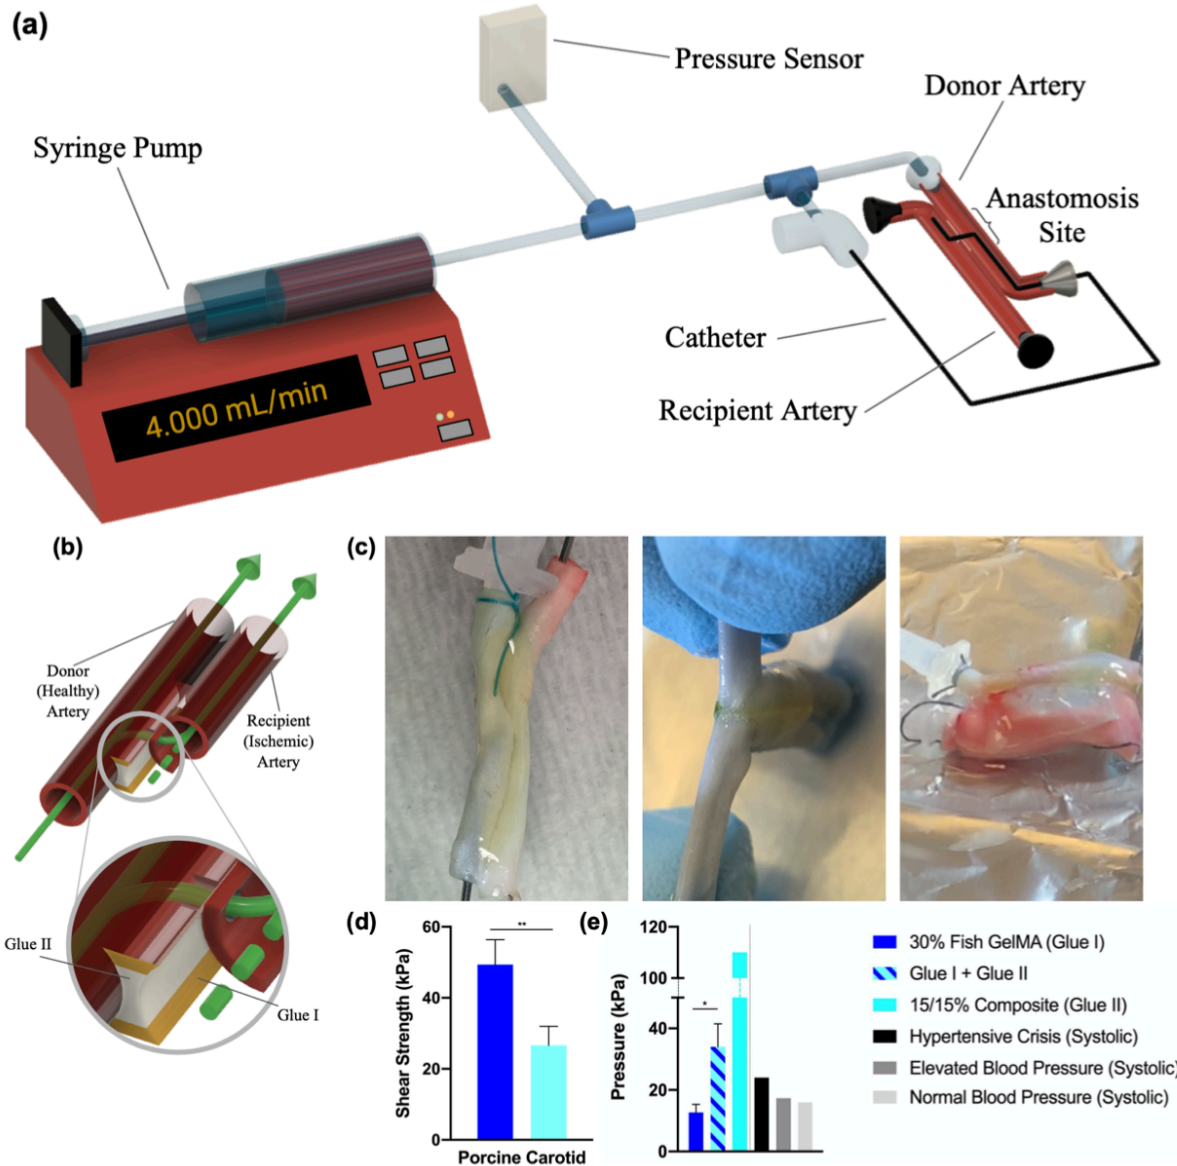 (a)
Pressure Sensor
Donor Artery
Syringe Pump
Anastomosis
Site
Catheter
4.000 mL/min
Recipient Artery
(b)
Donor
(Healthy)
Artery
Recipient
(Ischemic)
Artery
Glue II
Glue I
(c)
(d)
**
Shear Strength (kPa)
60
40
20
0
Porcine Carotid
(e)
*
Pressure (kPa)
120
100
40
20
0
30% Fish GelMA (Glue I)
Glue I + Glue II
15/15% Composite (Glue II)
Hypertensive Crisis (Systolic)
Elevated Blood Pressure (Systolic)
Normal Blood Pressure (Systolic)